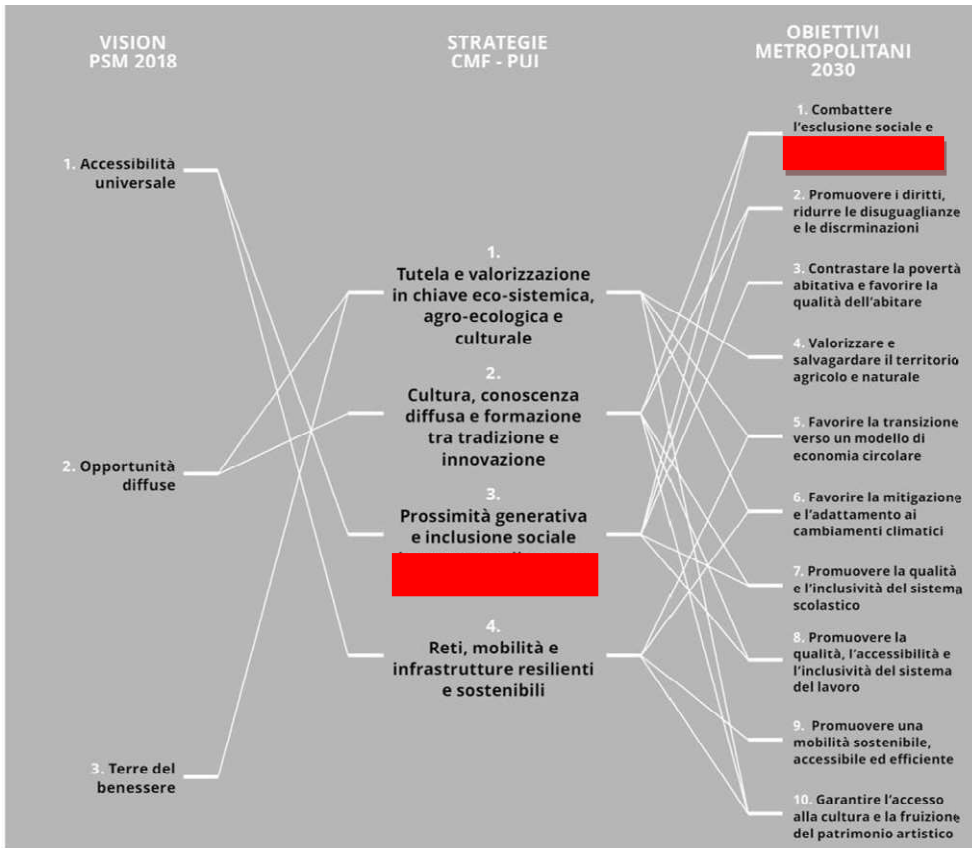 VISION
PSM 2018
STRATEGIE
CMF - PUI
OBIETTIVI
METROPOLITANI
2030
1. Accessibilità
universale
2. Opportunità
diffuse
3. Terre del
benessere
1.
Tutela e valorizzazione
in chiave eco-sistemica,
agro-ecologica e
culturale
2.
Cultura, conoscenza
diffusa e formazione
tra tradizione e
innovazione
3.
Prossimità generativa
e inclusione sociale
4.
Reti, mobilità e
infrastrutture resilienti
e sostenibili
1. Combattere
l'esclusione sociale e
2. Promuovere i diritti,
ridurre le disuguaglianze
e le discrminazioni
3. Contrastare la povertà
abitativa e favorire la
qualità dell'abitare
4. Valorizzare e
salvagardare il territorio
agricolo e naturale
5. Favorire la transizione
verso un modello di
economia circolare
6. Favorire la mitigazione
e l'adattamento ai
cambiamenti climatici
7. Promuovere la qualità
e l'inclusività del sistema
scolastico
8. Promuovere la
qualità, l'accessibilità e
l'inclusività del sistema
del lavoro
9. Promuovere una
mobilità sostenibile,
accessibile ed efficiente
10. Garantire l'accesso
alla cultura e la fruizione
del patrimonio artistico